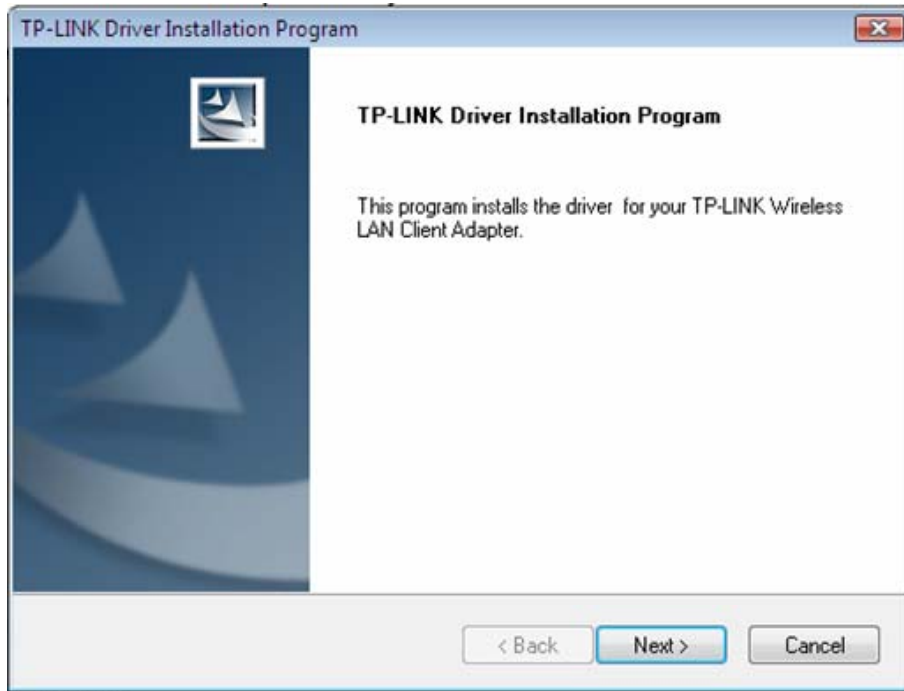 TP-LINK Driver Installation Program
TP-LINK Driver Installation Program
This program installs the driver for your TP-LINK Wireless
LAN Client Adapter.
< Back
Next >
Cancel